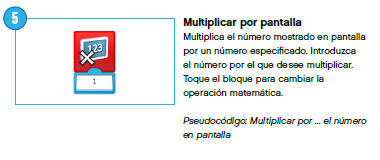 5
Multiplicar por pantalla
Multiplica el número mostrado en pantalla
por un número especificado. Introduzca
el número por el que desee multiplicar.
Toque el bloque para cambiar la
operación matemática.
Pseudocódigo: Multiplicar por ... el número
en pantalla
123
1